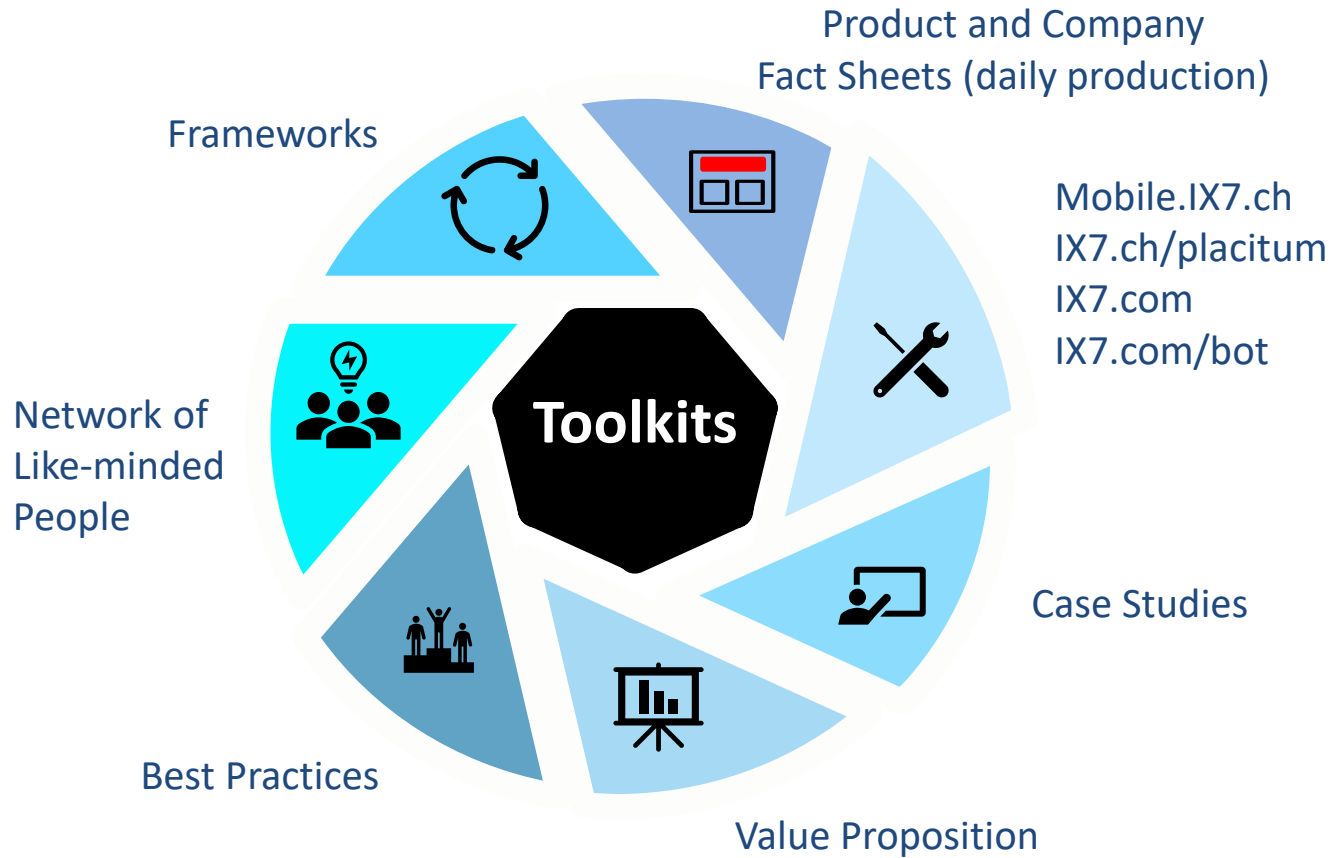 Product and Company
Fact Sheets (daily production)
Frameworks
Mobile.IX7.ch
IX7.ch/placitum
IX7.com
IX7.com/bot
Toolkits
Network of
Like-minded
People
Case Studies
Best Practices
Value Proposition